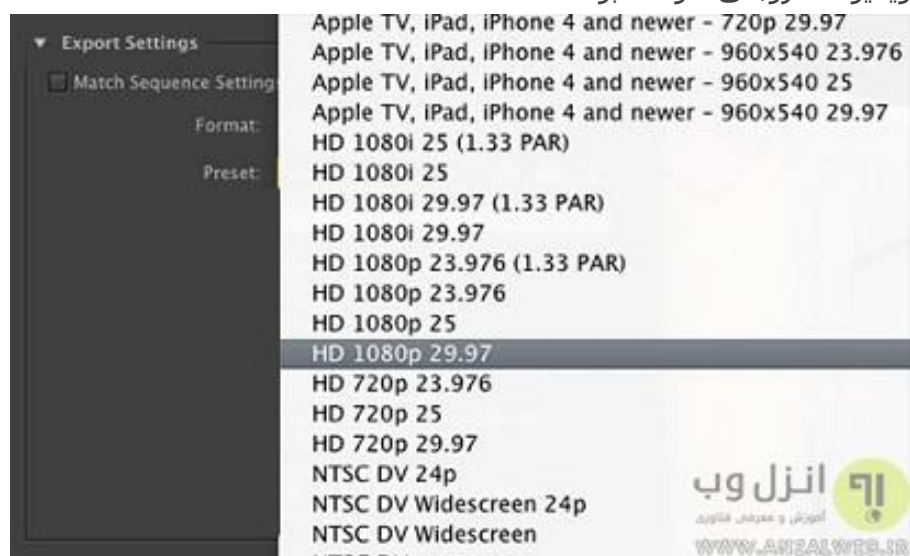 Export Settings
Match Sequence Setting
Format:
Preset:
Apple TV, iPad, iPhone 4 and newer – 720p 29.97
Apple TV, iPad, iPhone 4 and newer – 960x540 23.976
Apple TV, iPad, iPhone 4 and newer – 960x540 25
Apple TV, iPad, iPhone 4 and newer – 960x540 29.97
HD 1080i 25 (1.33 PAR)
HD 1080i 25
HD 1080i 29.97 (1.33 PAR)
HD 1080i 29.97
HD 1080p 23.976 (1.33 PAR)
HD 1080p 23.976
HD 1080p 25
HD 1080p 29.97
HD 720p 23.976
HD 720p 25
HD 720p 29.97
NTSC DV 24p
NTSC DV Widescreen 24p
NTSC DV Widescreen
انزل وب
آموزش و معرفی فناوری
WWW.ANZALWEB.IR